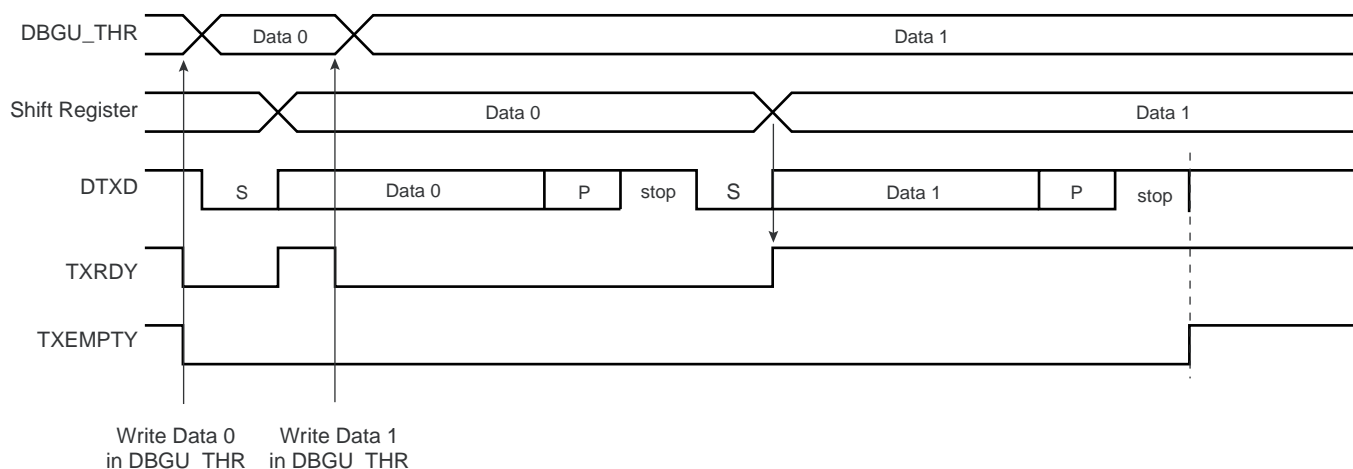 DBGU_THR Data 0 Data 1
Shift Register Data 0 Data 1
DTXD S Data 0 P stop S Data 1 P stop
TXRDY
TXEMPTY
Write Data 0 Write Data 1
in DBGU_THR in DBGU_THR